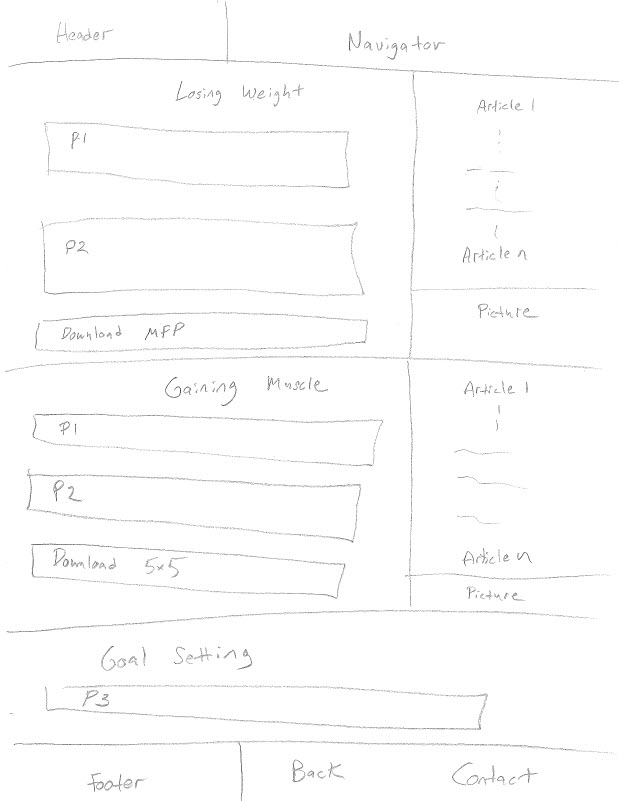 Header
Navigator
Losing Weight
P1
P2
Download MFP
Article 1
Article n
Picture
Gaining Muscle
P1
P2
Download 5x5
Article 1
Article n
Picture
Goal Setting
P3
Footer
Back
Contact